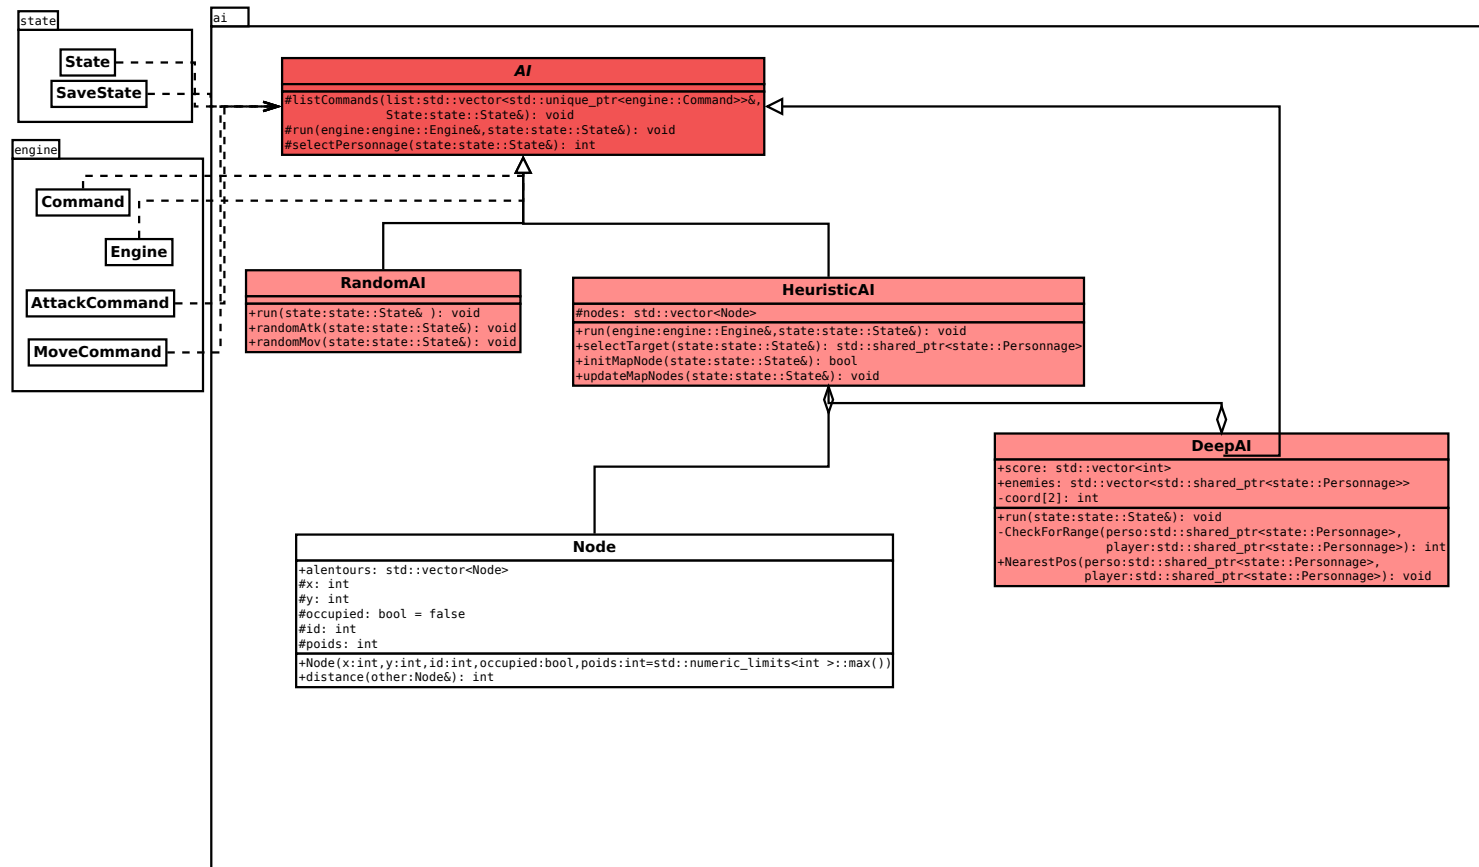 state
State
SaveState
engine
Command
Engine
AttackCommand
MoveCommand
ai
AI
#listCommands(list:std::vector<std::unique_ptr<engine::Command>>&,
State:state::State&): void
#run(engine:engine::Engine&,state:state::State&): void
#selectPersonnage(state:state::State&): int
RandomAI
+run(state:state::State& ): void
+randomAtk(state:state::State&): void
+randomMov(state:state::State&): void
HeuristicAI
#nodes: std::vector<Node>
+run(engine:engine::Engine&,state:state::State&): void
+selectTarget(state:state::State&): std::shared_ptr<state::Personnage>
+initMapNode(state:state::State&): bool
+updateMapNodes(state:state::State&): void
DeepAI
+score: std::vector<int>
+enemies: std::vector<std::shared_ptr<state::Personnage>>
-coord[2]: int
+run(state:state::State&): void
-CheckForRange(perso:std::shared_ptr<state::Personnage>,
player:std::shared_ptr<state::Personnage>): int
+NearestPos(perso:std::shared_ptr<state::Personnage>,
player:std::shared_ptr<state::Personnage>): void
Node
+alentours: std::vector<Node>
#x: int
#y: int
#occupied: bool = false
#id: int
#poids: int
+Node(x:int,y:int,id:int,occupied:bool,poids:int=std::numeric_limits<int >::max())
+distance(other:Node&): int